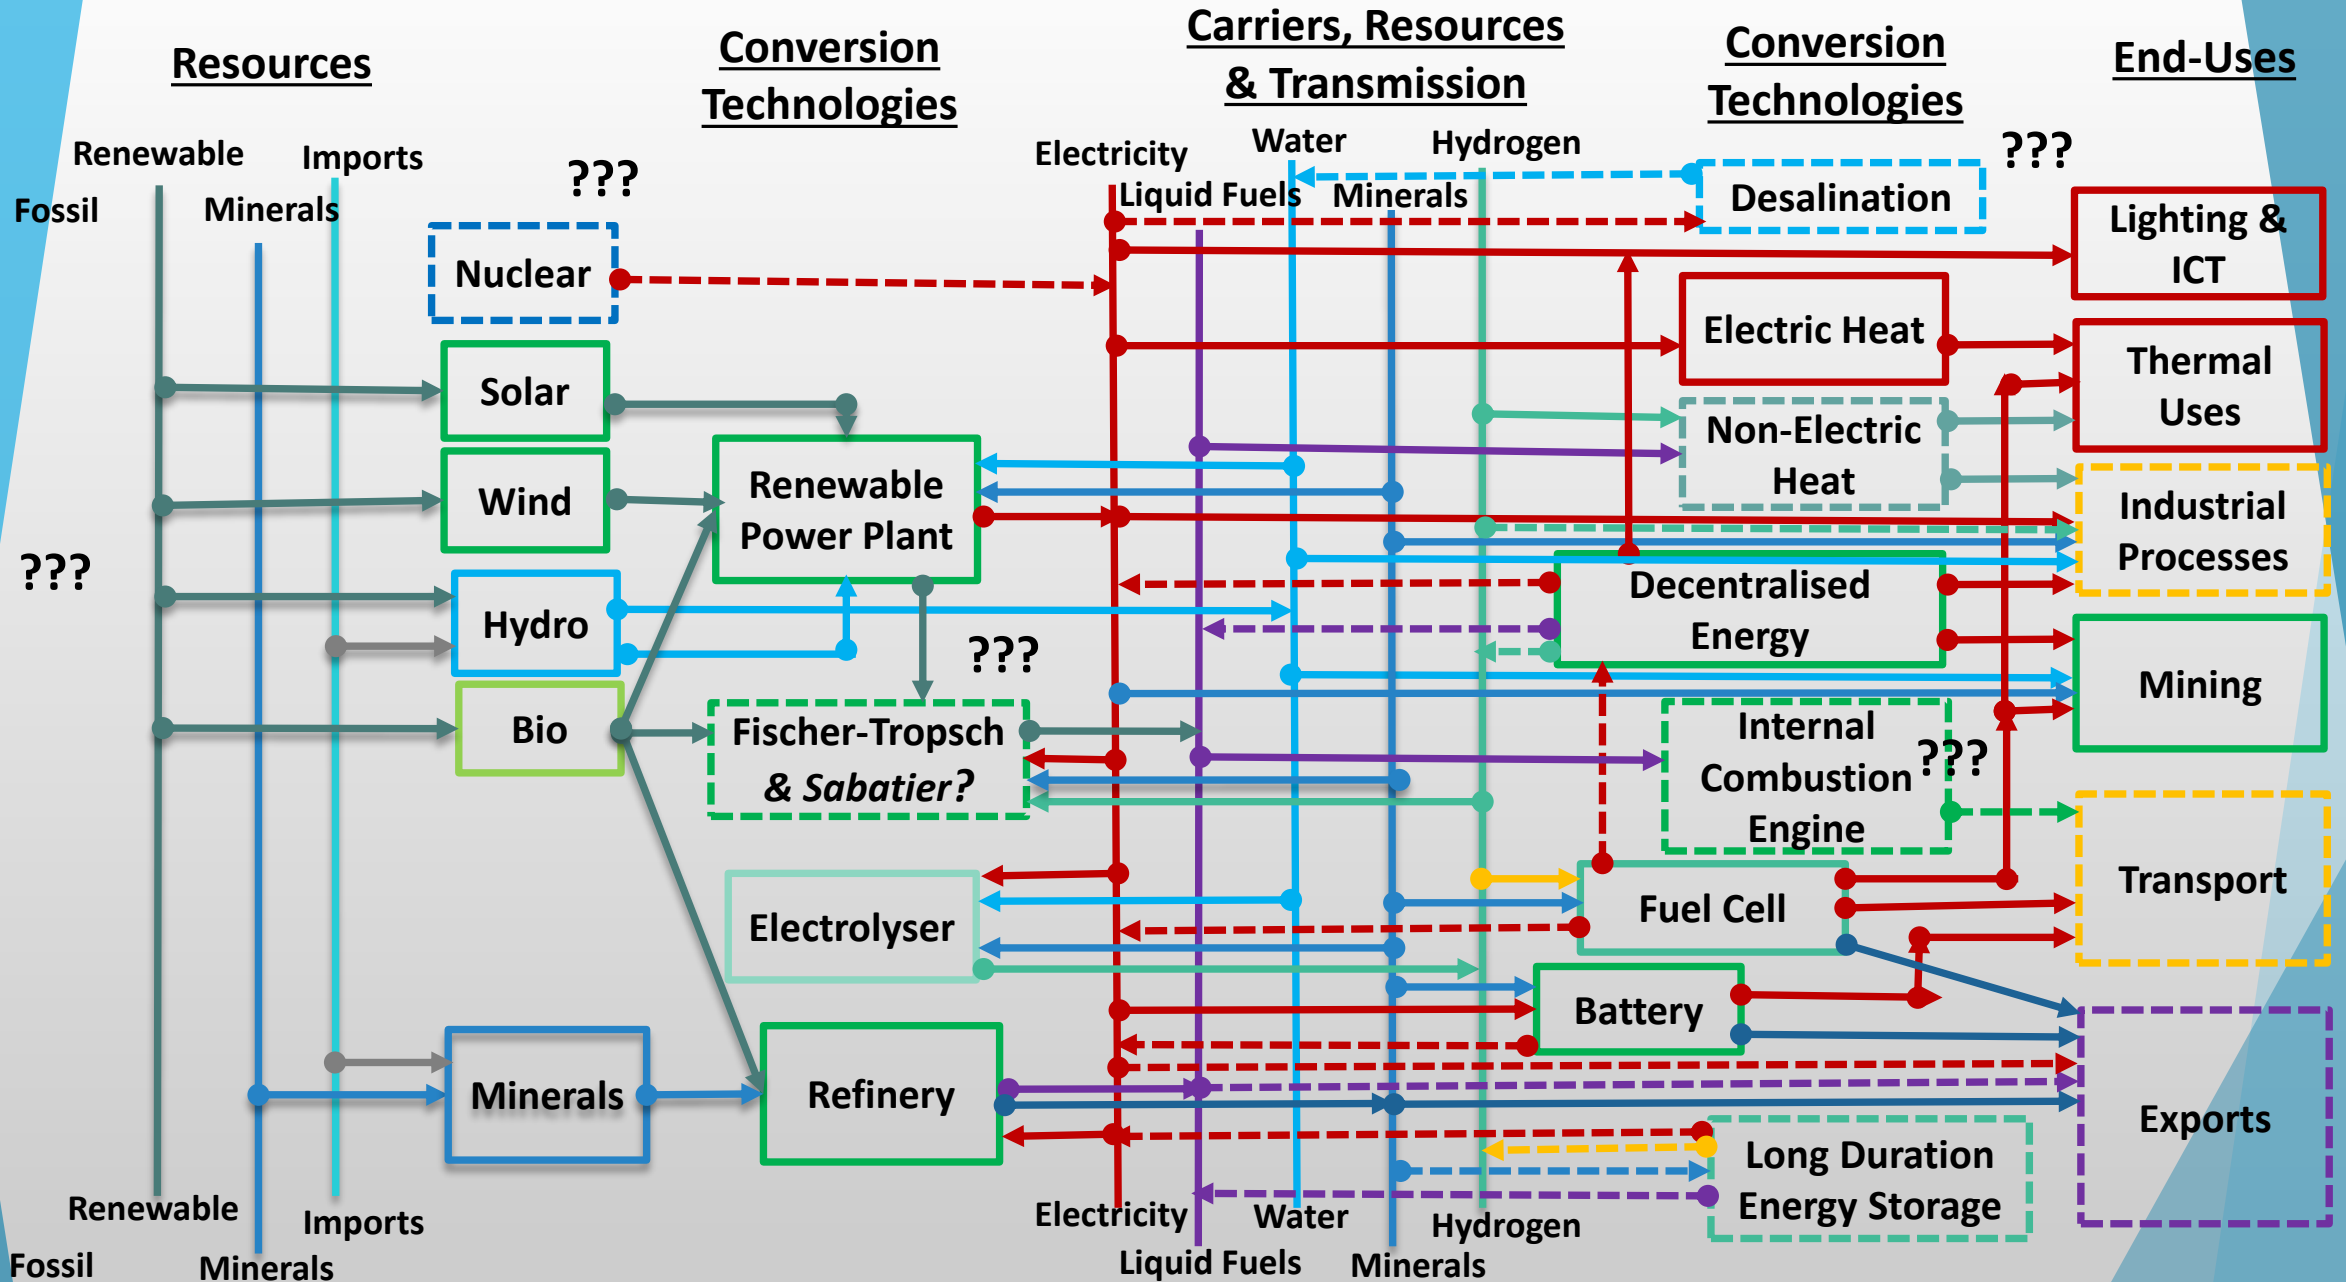 Resources
Conversion
Technologies
Carriers, Resources
& Transmission
Conversion
Technologies
End-Uses
Renewable
Imports
Fossil
Minerals
???
Electricity
Water
Hydrogen
Liquid Fuels
Minerals
???
Desalination
Lighting &
ICT
Nuclear
Electric Heat
Thermal
Uses
Solar
Non-Electric
Heat
Wind
Renewable
Power Plant
Industrial
Processes
???
Hydro
Decentralised
Energy
???
Mining
Bio
Fischer-Tropsch
& Sabatier?
Internal
Combustion
Engine
???
Transport
Electrolyser
Fuel Cell
Battery
Minerals
Refinery
Exports
Long Duration
Energy Storage
Renewable
Imports
Fossil
Minerals
Electricity
Water
Hydrogen
Liquid Fuels
Minerals